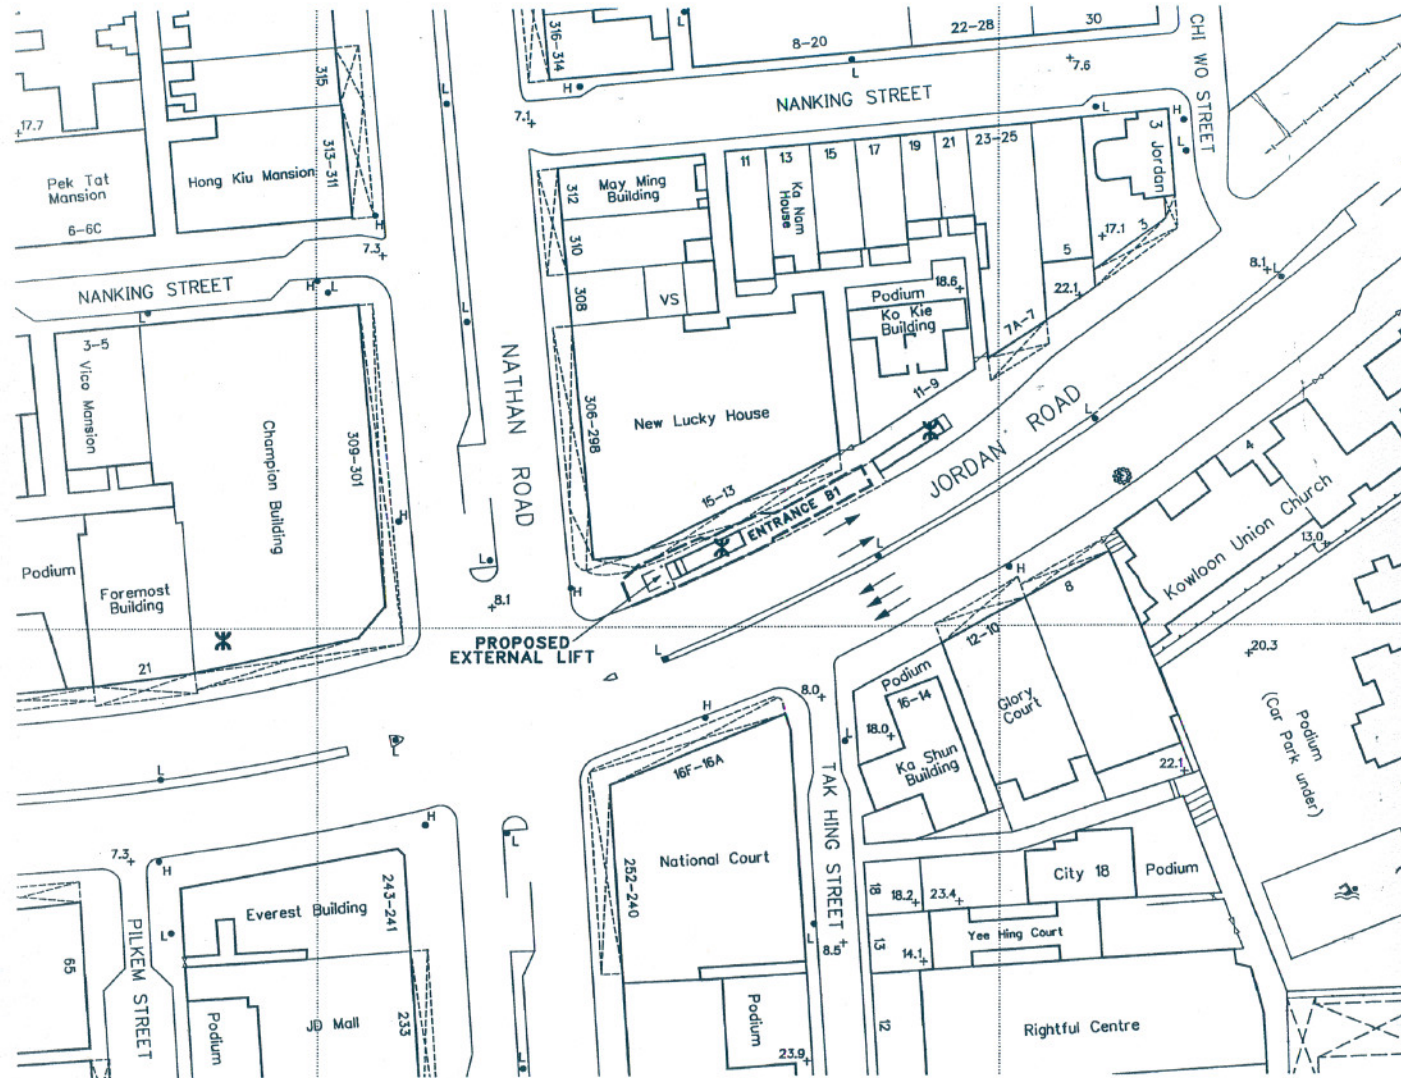 316-314
8-20
22-28
30
CHI WO STREET
7.6
17.7
315
H
L
7.1
NANKING STREET
H
L
L
L
L
3 Jordan
3
Pek Tat
Mansion
6-6C
Hong Kiu Mansion
313-311
H
7.3
312
May Ming
Building
310
308
VS
11
13
Ka Nam
House
15
17
19
21
23-25
5
17.1
22.1
8.1
L
NANKING STREET
H
L
L
L
Podium
18.6
Ko Kie
Building
7A-7
11-9
3-5
Vico Mansion
Champion
Building
309-301
NATHAN ROAD
306-298
New Lucky House
15-13
ENTRANCE B1
JORDAN ROAD
L
4
Kowloon Union Church
13.0
H
L
L
H
8
Podium
Foremost
Building
21
8.1
H
PROPOSED
EXTERNAL LIFT
L
12-10
20.3
Podium
16-14
18.0
Ka Shun
Building
Glory
Court
22.1
Podium
(Car Park under)
8.0
H
L
L
L
16F-16A
TAK HING STREET
7.3
H
H
L
National Court
252-240
City 18
Podium
18
18.2
23.4
Everest Building
243-241
L
PILKEM STREET
65
13
14.1
Yee Hing Court
L
8.5
Podium
JD Mall
233
L
Podium
23.9
12
Rightful Centre